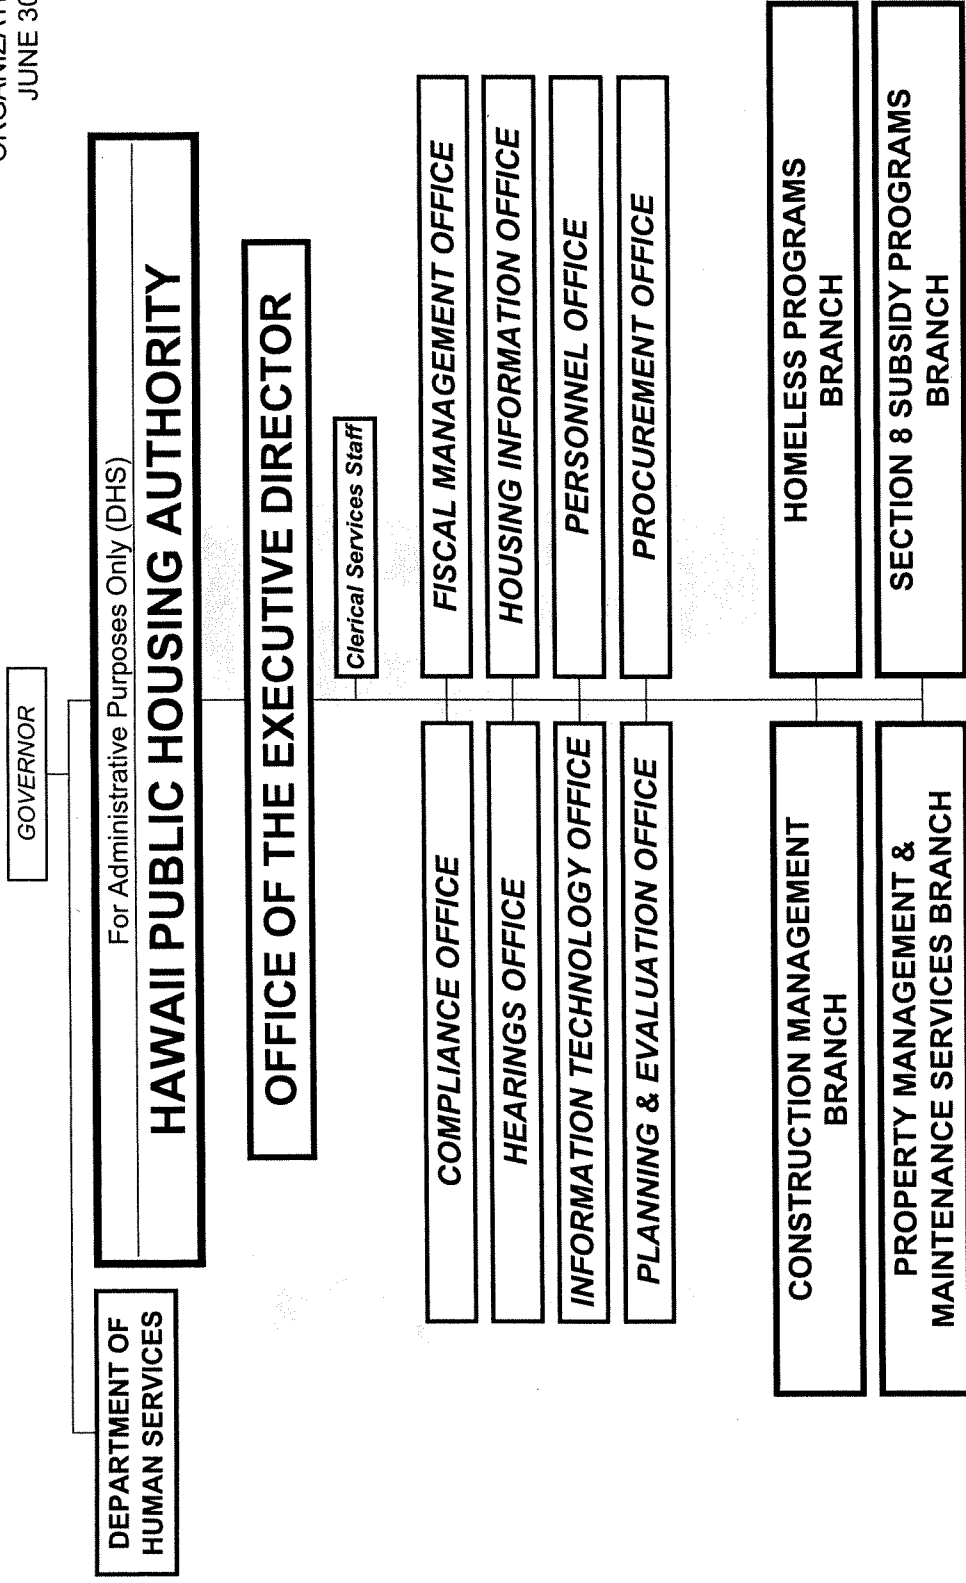 JUNE 30
GOVERNOR
DEPARTMENT OF
HUMAN SERVICES
For Administrative Purposes Only (DHS)
HAWAII PUBLIC HOUSING AUTHORITY
OFFICE OF THE EXECUTIVE DIRECTOR
Clerical Services Staff
COMPLIANCE OFFICE
FISCAL MANAGEMENT OFFICE
HEARINGS OFFICE
HOUSING INFORMATION OFFICE
INFORMATION TECHNOLOGY OFFICE
PERSONNEL OFFICE
PLANNING & EVALUATION OFFICE
PROCUREMENT OFFICE
CONSTRUCTION MANAGEMENT
BRANCH
HOMELESS PROGRAMS
BRANCH
PROPERTY MANAGEMENT &
MAINTENANCE SERVICES BRANCH
SECTION 8 SUBSIDY PROGRAMS
BRANCH